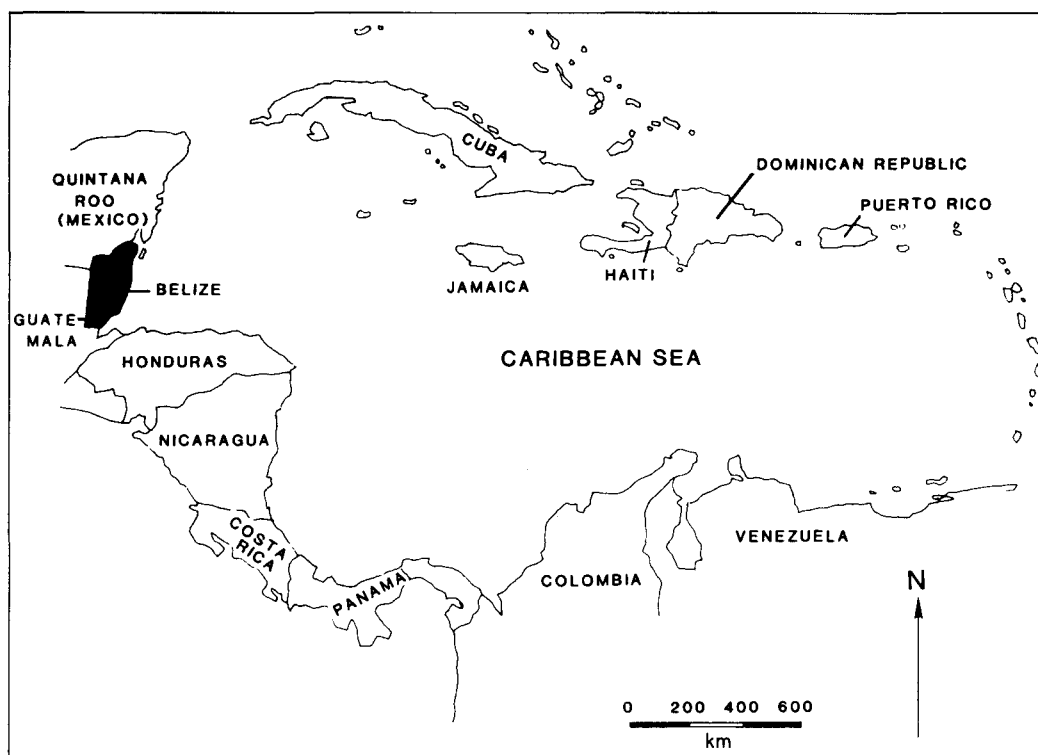 CUBA
DOMINICAN REPUBLIC
QUINTANA
ROO
(MEXICO)
PUERTO RICO
HAITI
JAMAICA
BELIZE
GUATE
MALA
HONDURAS
CARIBBEAN SEA
NICARAGUA
COSTA
RICA
VENEZUELA
COLOMBIA
PANAMA
N
0 200 400 600
km